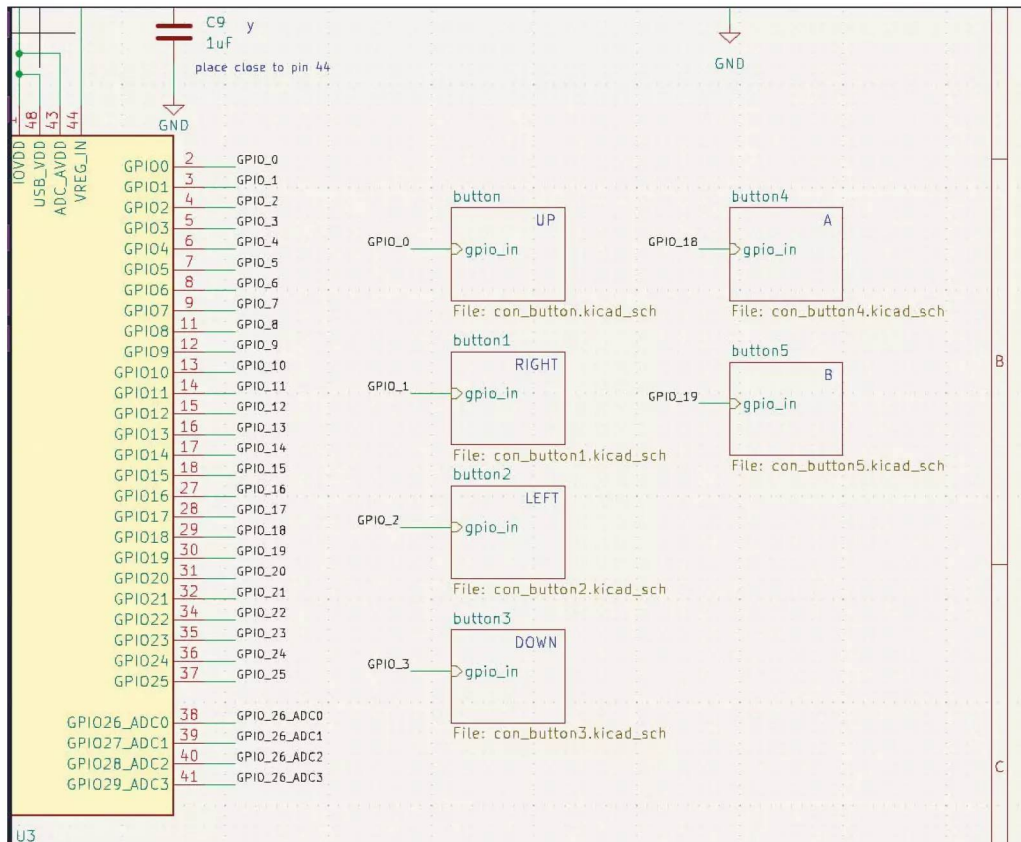 C9 y
1uF
place close to pin 44
GND
GND
48
43
44
IOVDD
USB_VDD
ADC_AVDD
VREG_IN
GPIO0 2 GPIO_0
GPIO1 3 GPIO_1
GPIO2 4 GPIO_2
GPIO3 5 GPIO_3
GPIO4 6 GPIO_4
GPIO5 7 GPIO_5
GPIO6 8 GPIO_6
GPIO7 9 GPIO_7
GPIO8 11 GPIO_8
GPIO9 12 GPIO_9
GPIO10 13 GPIO_10
GPIO11 14 GPIO_11
GPIO12 15 GPIO_12
GPIO13 16 GPIO_13
GPIO14 17 GPIO_14
GPIO15 18 GPIO_15
GPIO16 27 GPIO_16
GPIO17 28 GPIO_17
GPIO18 29 GPIO_18
GPIO19 30 GPIO_19
GPIO20 31 GPIO_20
GPIO21 32 GPIO_21
GPIO22 34 GPIO_22
GPIO23 35 GPIO_23
GPIO24 36 GPIO_24
GPIO25 37 GPIO_25
GPIO26_ADC0 38 GPIO_26_ADC0
GPIO27_ADC1 39 GPIO_26_ADC1
GPIO28_ADC2 40 GPIO_26_ADC2
GPIO29_ADC3 41 GPIO_26_ADC3
U3
button
UP
GPIO_0 gpio_in
File: con_button.kicad_sch
button1
RIGHT
GPIO_1 gpio_in
File: con_button1.kicad_sch
button2
LEFT
GPIO_2 gpio_in
File: con_button2.kicad_sch
button3
DOWN
GPIO_3 gpio_in
File: con_button3.kicad_sch
button4
A
GPIO_18 gpio_in
File: con_button4.kicad_sch
button5
B
GPIO_19 gpio_in
File: con_button5.kicad_sch
B
C